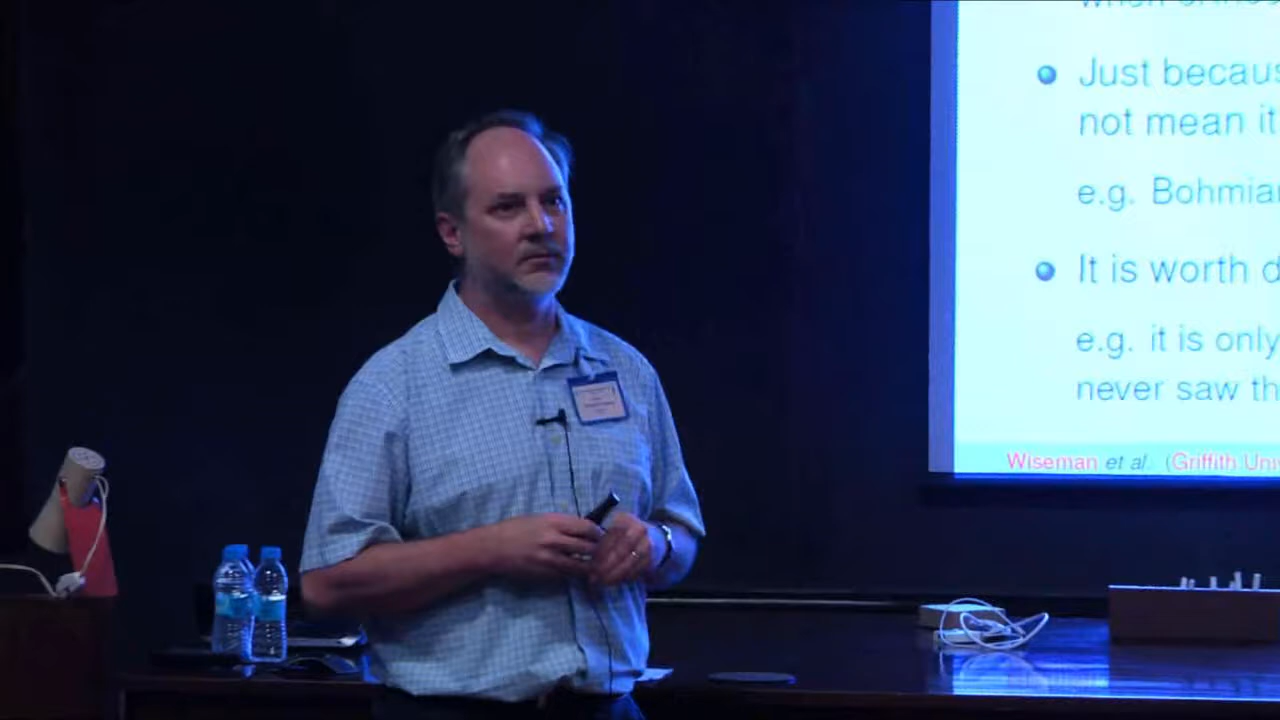 Just becaus
not mean it
e.g. Bohmian
It is worth d
e.g. it is only
never saw th
Wiseman et al. (Griffith Uni